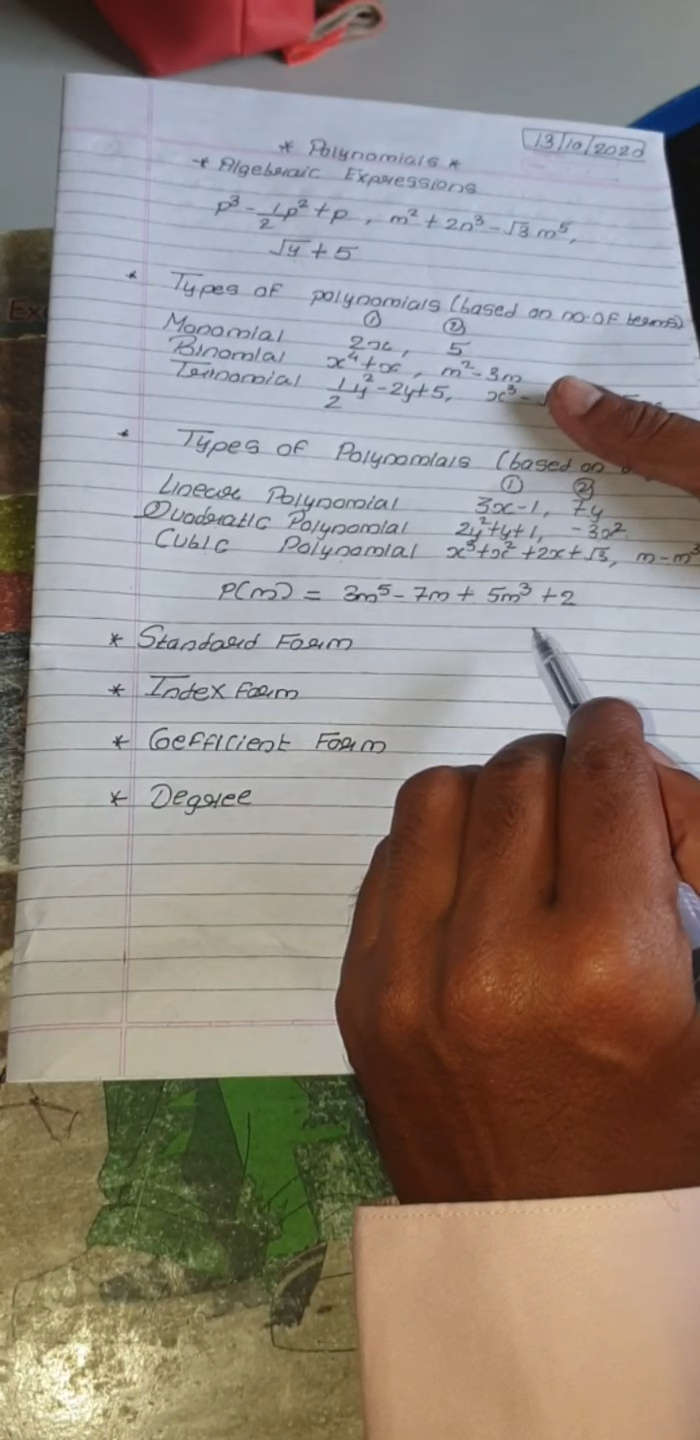 13/10/2020
* Polynomials *
* Algebraic Expressions
p³ - 1/2 p² + p , m² + 2n³ - √3 m⁵,
√y + 5
* Types of polynomials (based on no. of terms)
① ②
Monomial 2x , 5
Binomial x⁴ + x , m² - 3m
Trinomial 1/2 y² - 2y + 5, x³ -
* Types of Polynomials (based on
① ②
Linear Polynomial 3x - 1, 7y
Quadratic Polynomial 2y² + y + 1, -3x²
Cubic Polynomial x³ + x² + 2x + √3, m - m³
P(m) = 3m⁵ - 7m + 5m³ + 2
* Standard Form
* Index Form
* Coefficient Form
* Degree